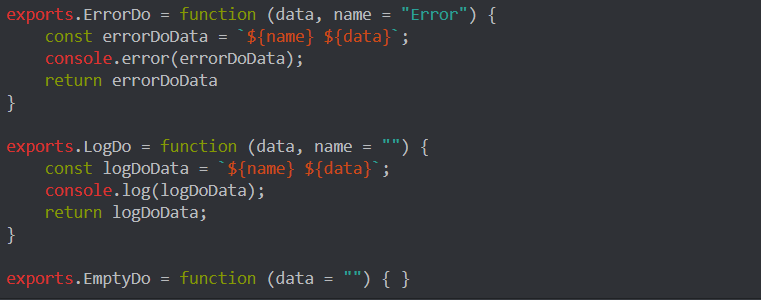 exports.ErrorDo = function (data, name = "Error") {
    const errorDoData = `${name} ${data}`;
    console.error(errorDoData);
    return errorDoData
}

exports.LogDo = function (data, name = "") {
    const logDoData = `${name} ${data}`;
    console.log(logDoData);
    return logDoData;
}

exports.EmptyDo = function (data = "") { }